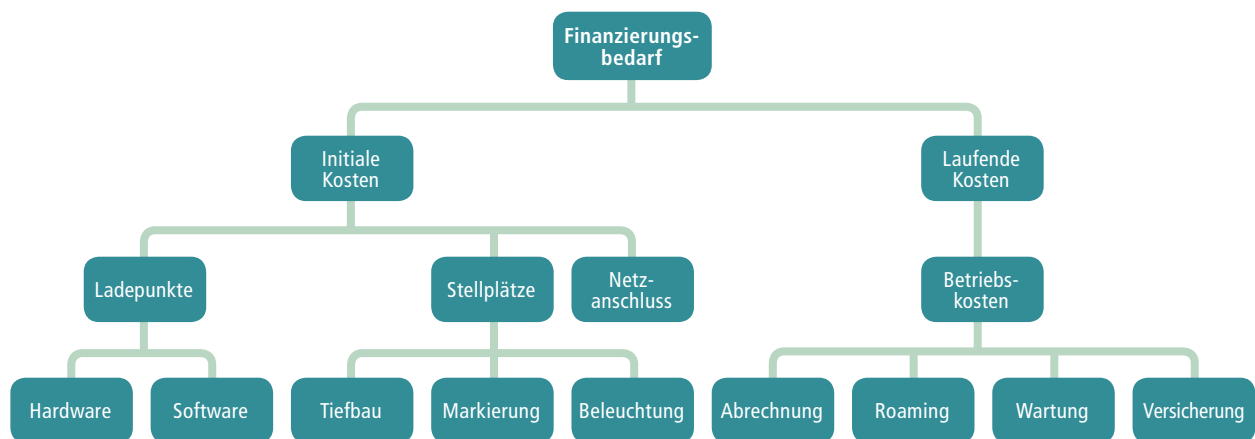 Finanzierungs-
bedarf
Initiale
Kosten
Laufende
Kosten
Ladepunkte
Stellplätze
Netz-
anschluss
Betriebs-
kosten
Hardware
Software
Tiefbau
Markierung
Beleuchtung
Abrechnung
Roaming
Wartung
Versicherung